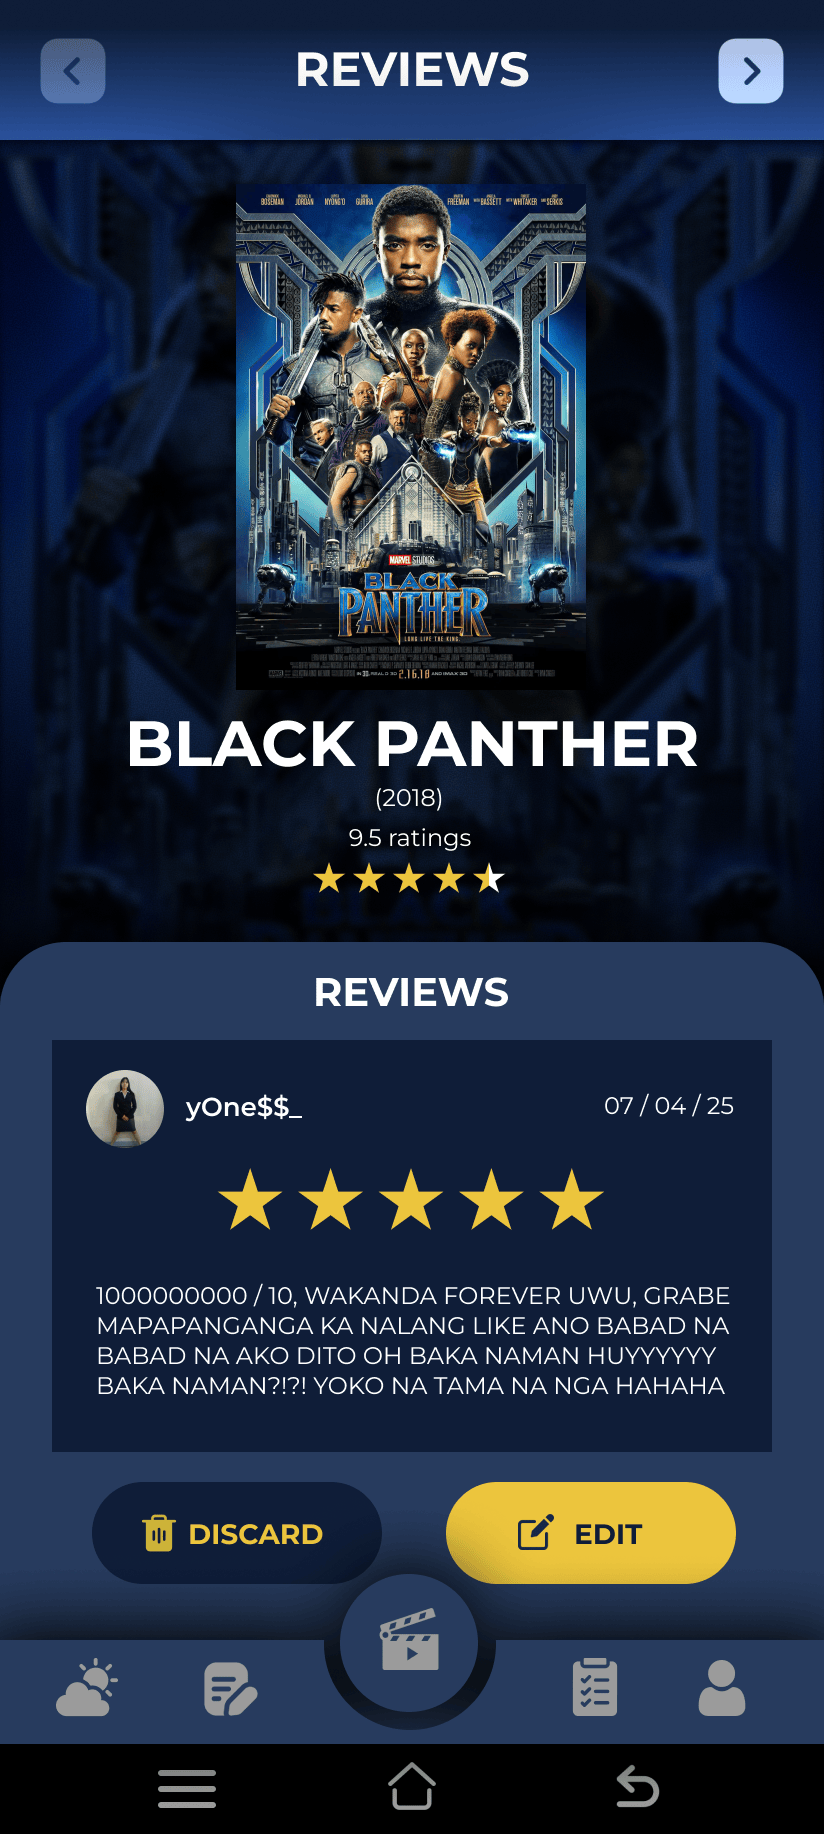 REVIEWS
BOSEMAN JORDAN NYONG'O GURIRA FREEMAN BASSETT WHITAKER SERKIS
MARVEL STUDIOS
BLACK
PANTHER
LONG LIVE THE KING.
2.16.18
BLACK PANTHER
(2018)
9.5 ratings
REVIEWS
yOne$$_
07 / 04 / 25
1000000000 / 10, WAKANDA FOREVER UWU, GRABE
MAPAPANGANGA KA NALANG LIKE ANO BABAD NA
BABAD NA AKO DITO OH BAKA NAMAN HUYYYYYY
BAKA NAMAN?!?! YOKO NA TAMA NA NGA HAHAHA
DISCARD
EDIT